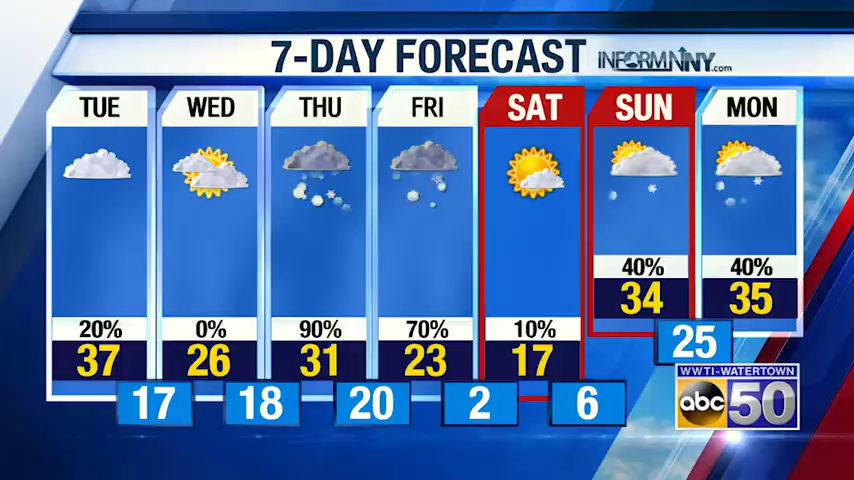 7-DAY FORECAST INFORMNNY.com
TUE WED THU FRI SAT SUN MON
40% 40%
34 35
20% 0% 90% 70% 10%
37 26 31 23 17
25
17 18 20 2 6
WWTI-WATERTOWN
abc 50